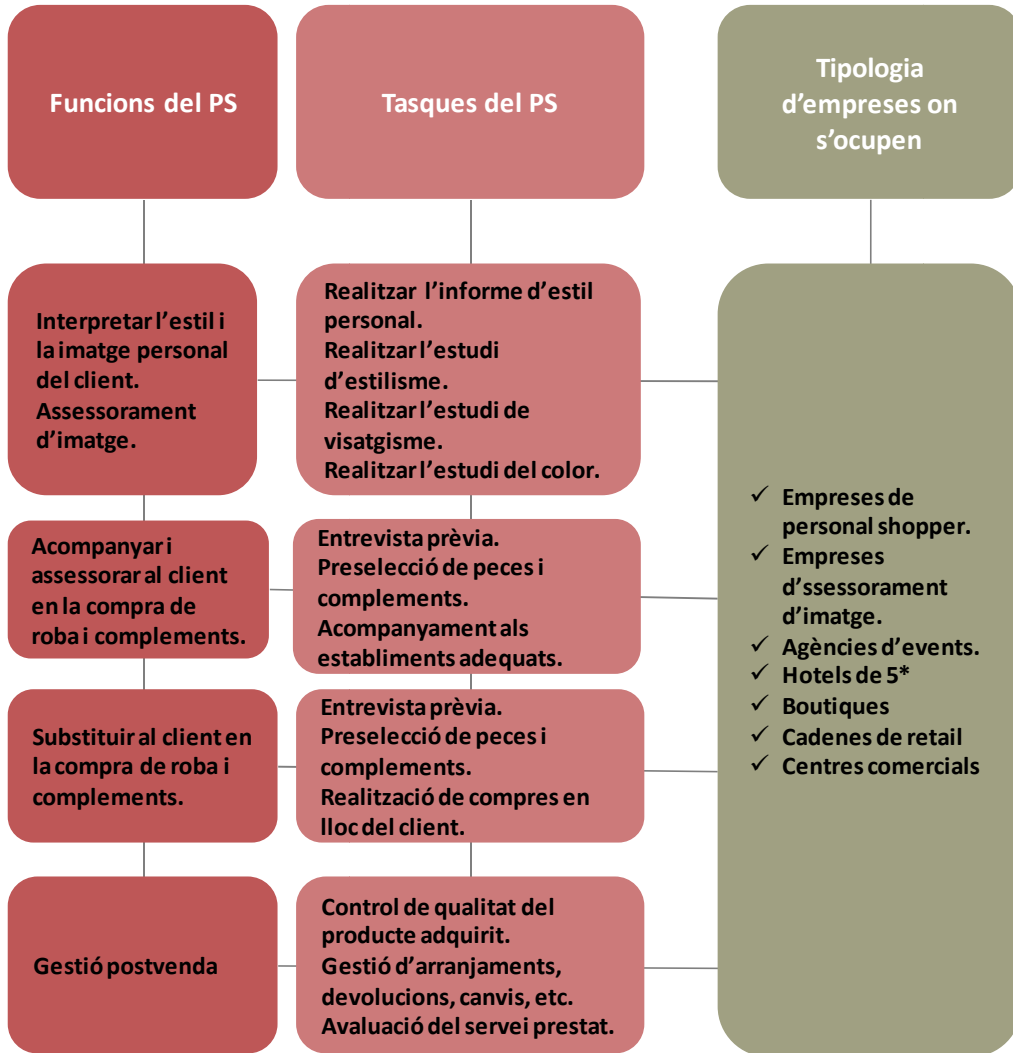 Funcions del PS
Tasques del PS
Tipologia
d'empreses on
s'ocupen
Interpretar l'estil i
la imatge personal
del client.
Assessorament
d'imatge.
Realitzar l'informe d'estil
personal.
Realitzar l'estudi
d'estilisme.
Realitzar l'estudi de
visatgisme.
Realitzar l'estudi del color.
Acompanyar i
assessorar al client
en la compra de
roba i complements.
Entrevista prèvia.
Preselecció de peces i
complements.
Acompanyament als
establiments adequats.
Substituir al client en
la compra de roba i
complements.
Entrevista prèvia.
Preselecció de peces i
complements.
Realització de compres en
lloc del client.
Gestió postvenda
Control de qualitat del
producte adquirit.
Gestió d'arranjaments,
devolucions, canvis, etc.
Avaluació del servei prestat.
✓ Empreses de
personal shopper.
✓ Empreses
d'ssessorament
d'imatge.
✓ Agències d'events.
✓ Hotels de 5*
✓ Boutiques
✓ Cadenes de retail
✓ Centres comercials